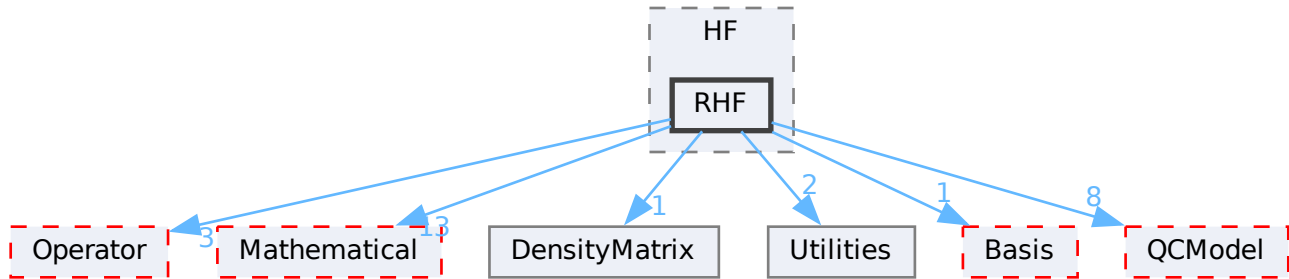 HF
RHF
3
13
1
2
1
8
Operator
Mathematical
DensityMatrix
Utilities
Basis
QCModel